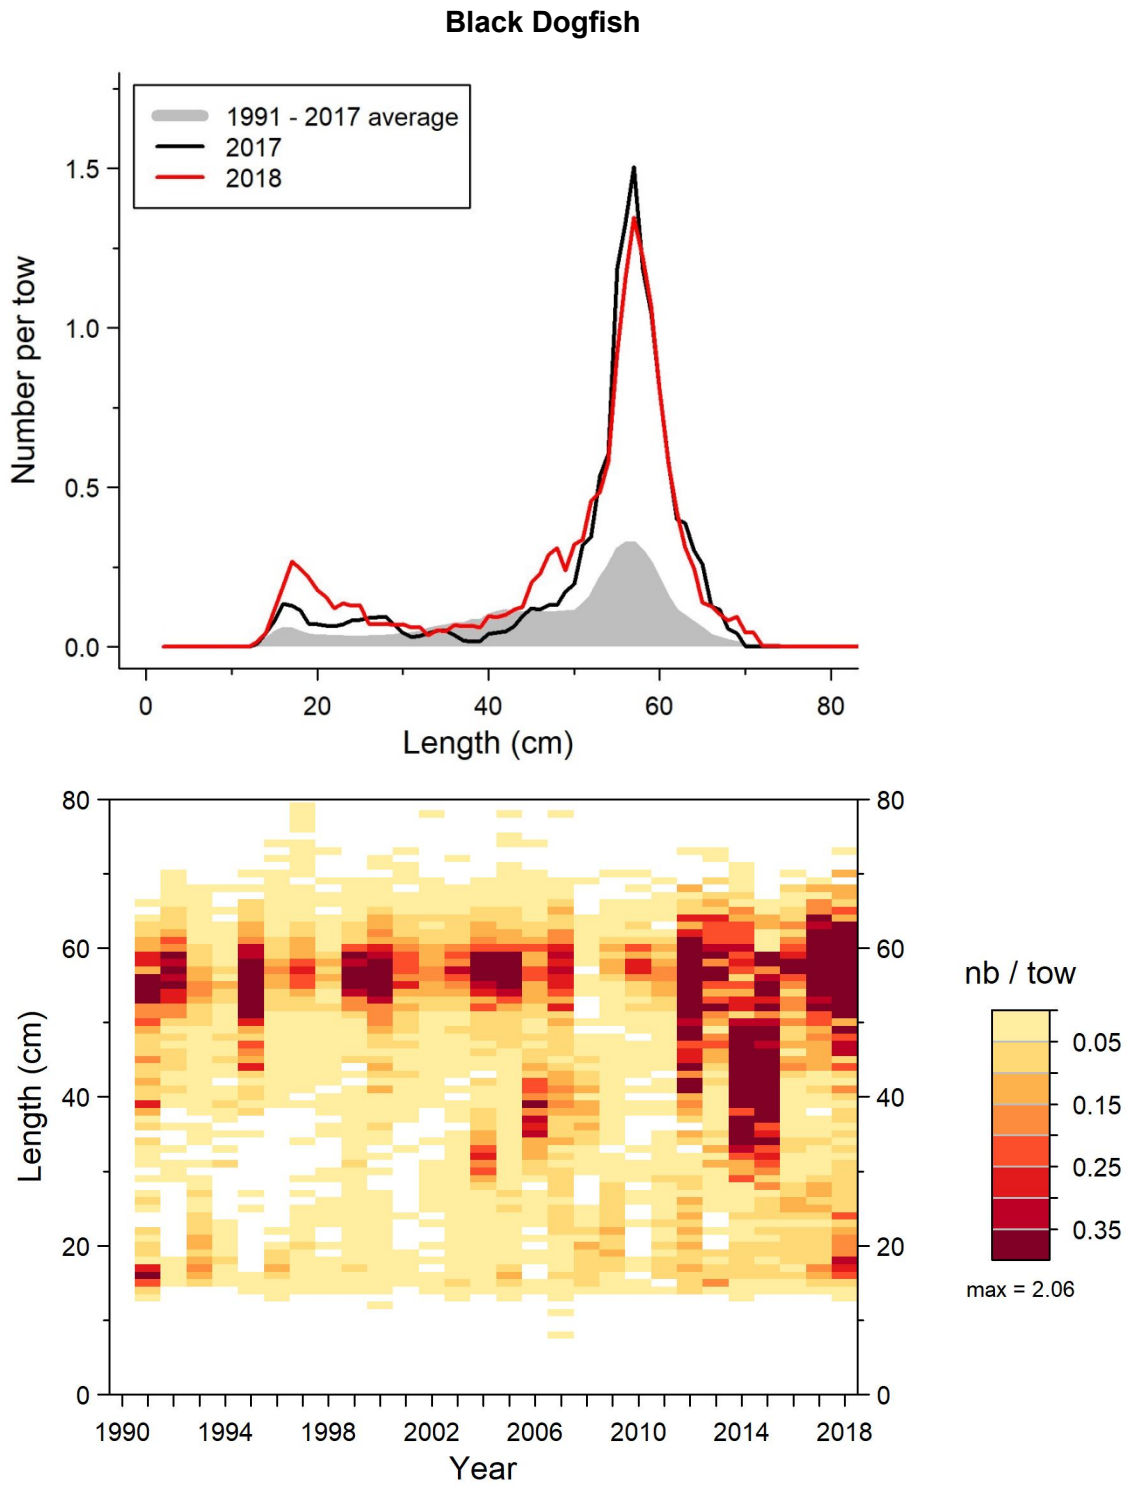 Black Dogfish
1991 - 2017 average
2017
2018
Number per tow
1.5
1.0
0.5
0.0
0 20 40 60 80
Length (cm)
80 80
60 60
40 40
20 20
0 0
Length (cm)
1990 1994 1998 2002 2006 2010 2014 2018
Year
nb / tow
0.05
0.15
0.25
0.35
max = 2.06